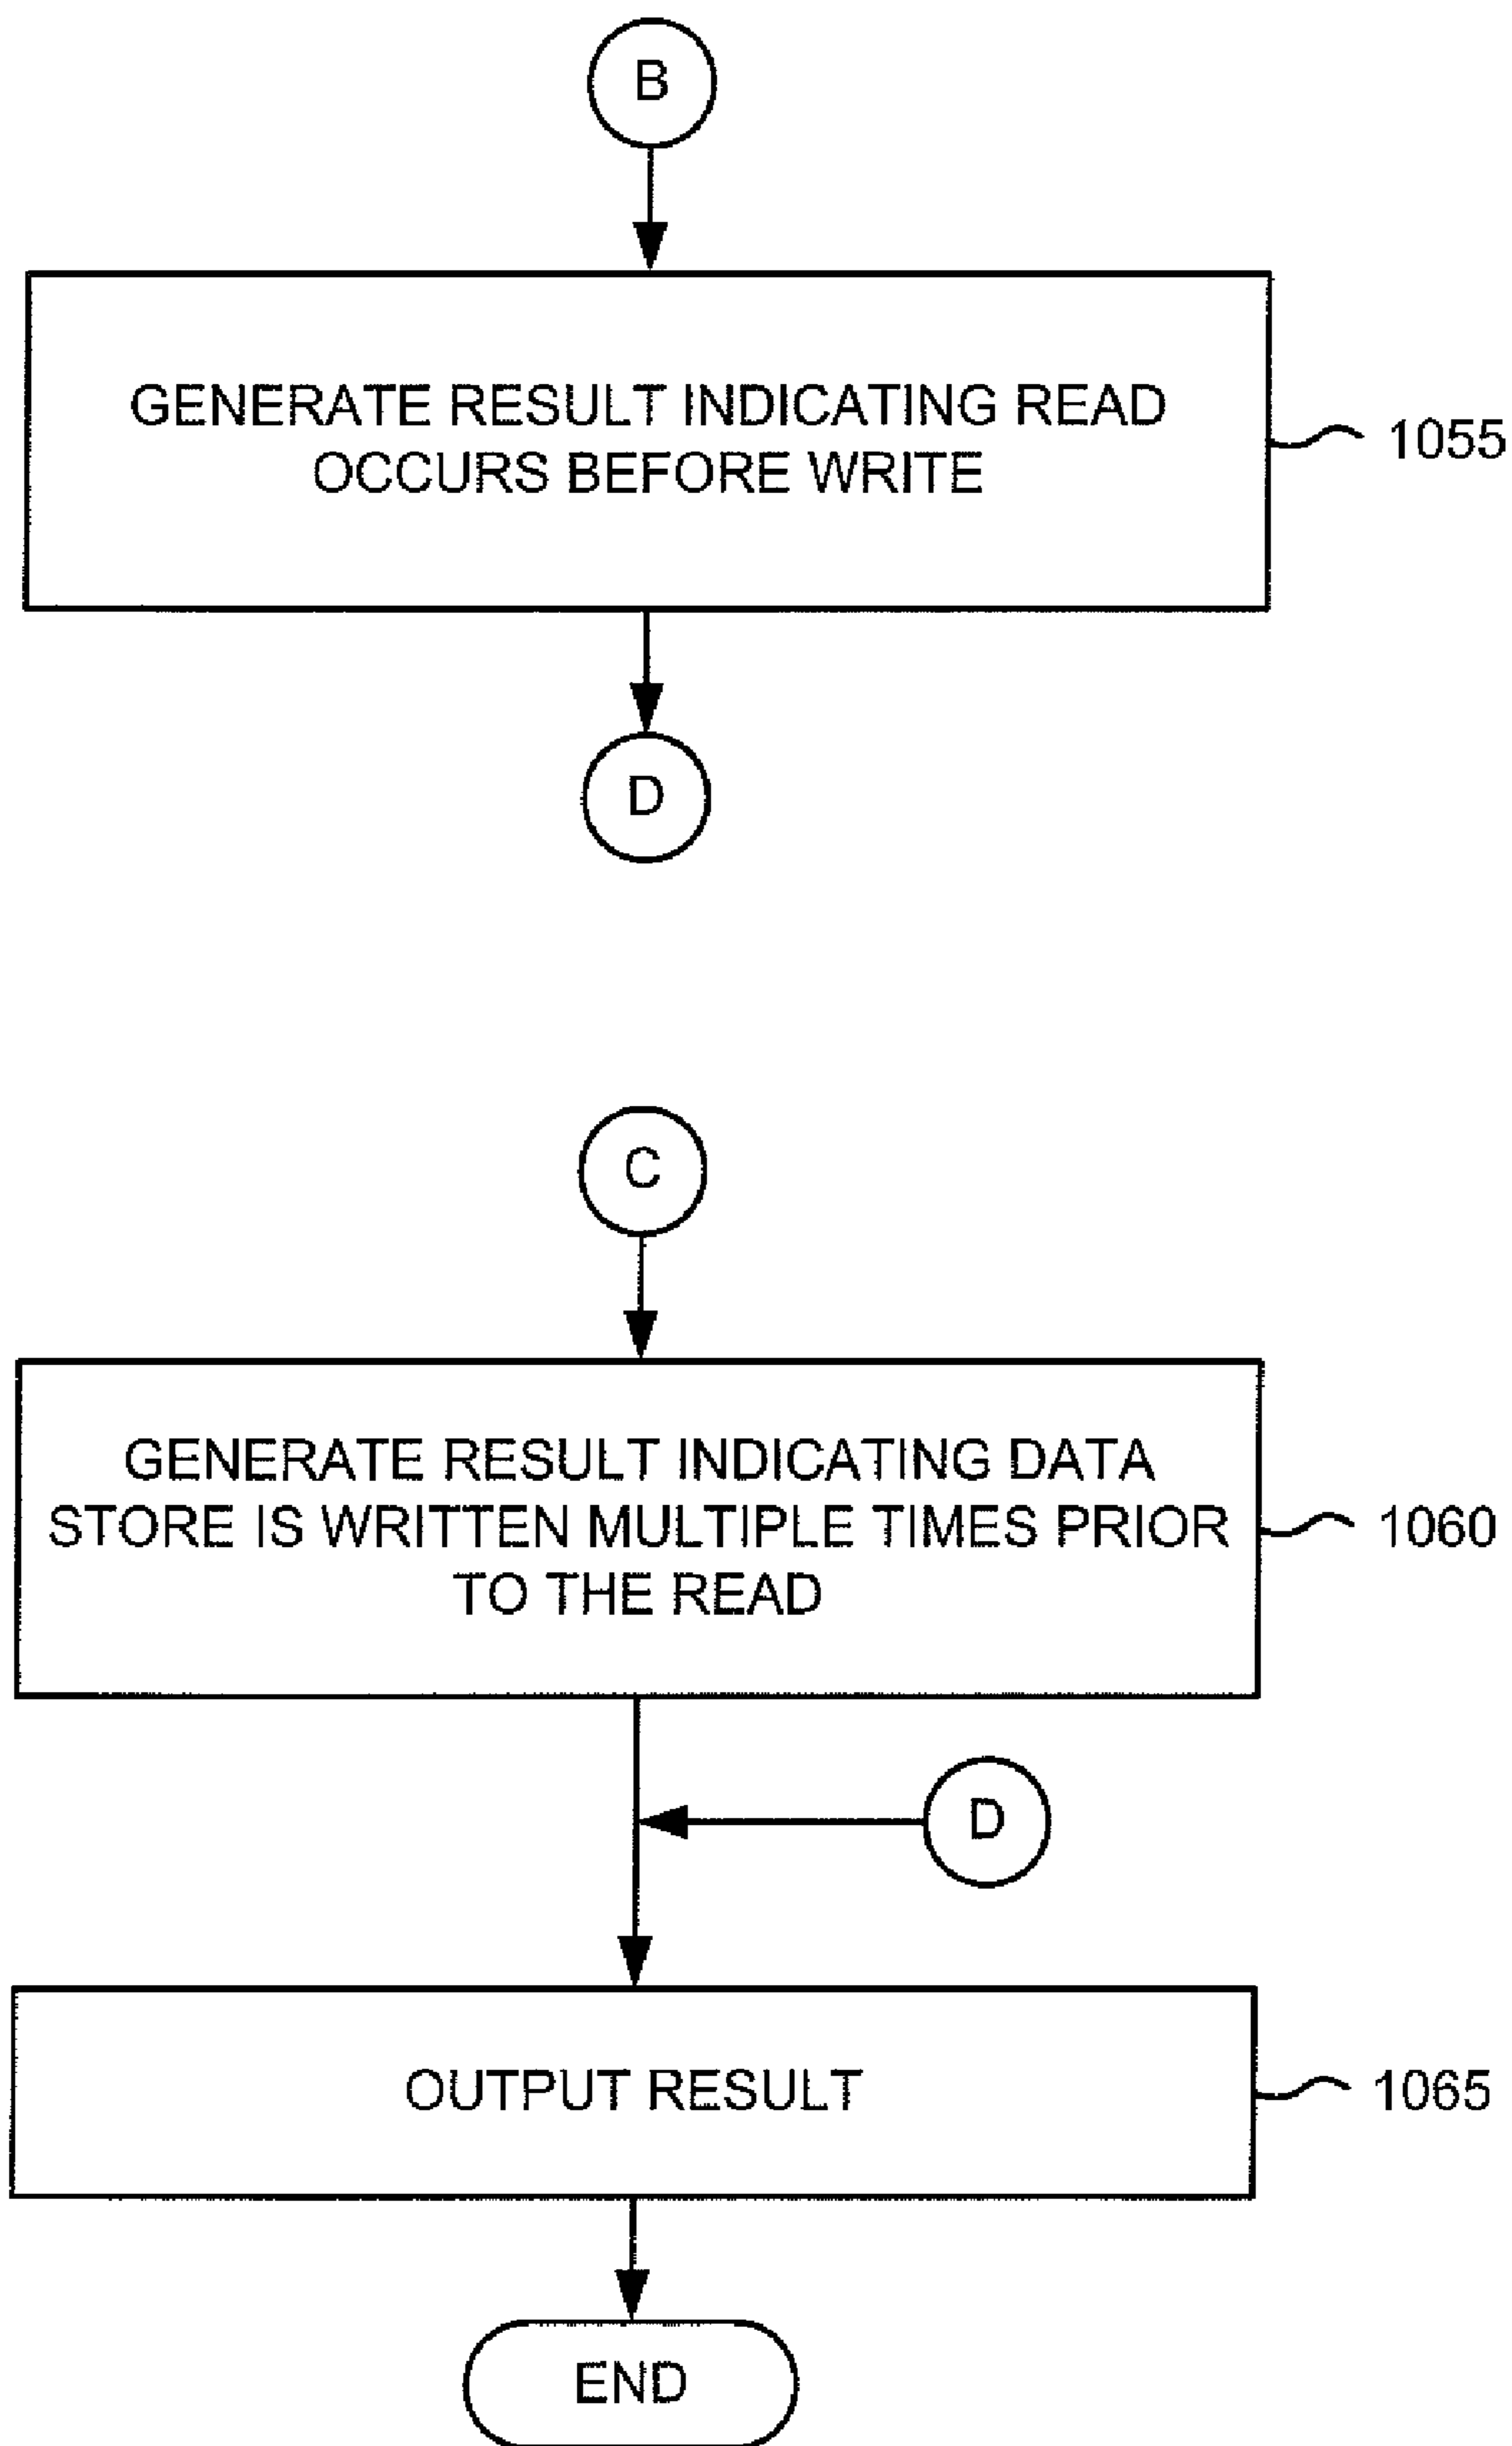 B
GENERATE RESULT INDICATING READ
OCCURS BEFORE WRITE
1055
D
C
GENERATE RESULT INDICATING DATA
STORE IS WRITTEN MULTIPLE TIMES PRIOR
TO THE READ
1060
D
OUTPUT RESULT
1065
END